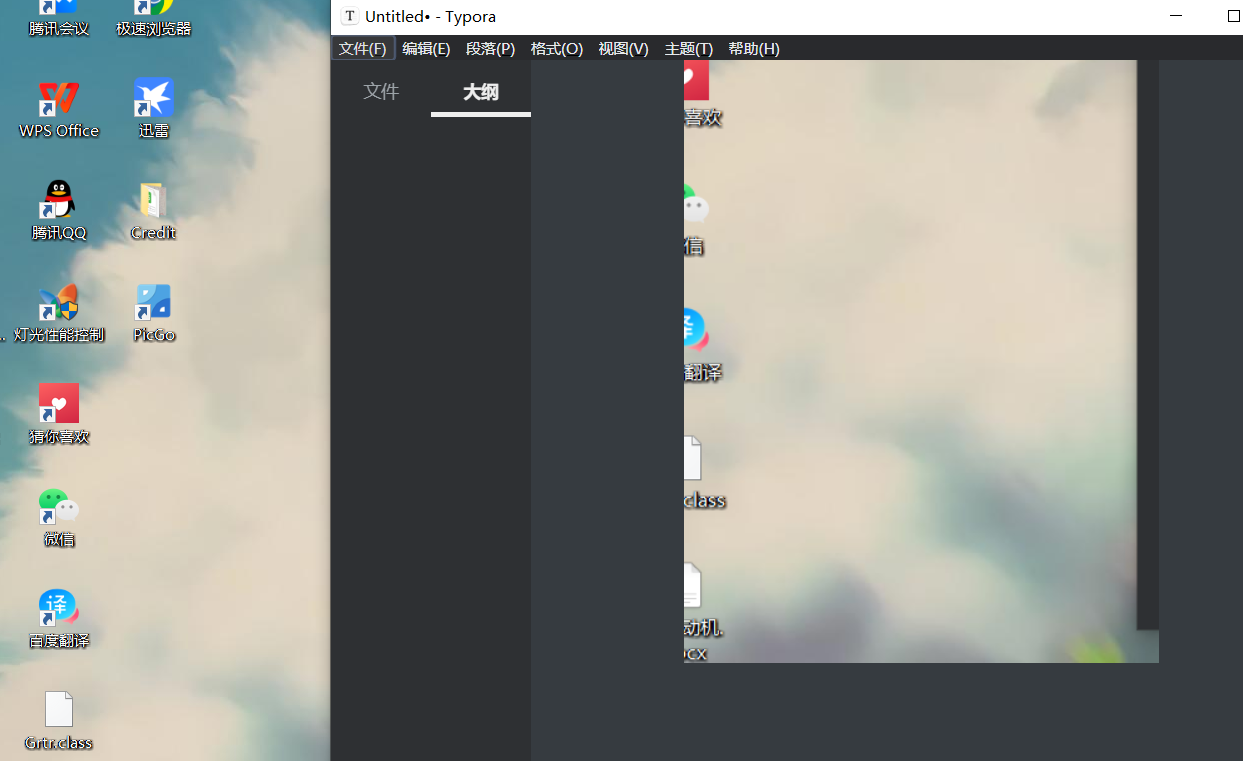 腾讯会议
极速浏览器
WPS Office
迅雷
腾讯QQ
Credit
灯光性能控制
PicGo
猜你喜欢
微信
百度翻译
译
Grtr.class
T
Untitled• - Typora
文件(F) 编辑(E) 段落(P) 格式(O) 视图(V) 主题(T) 帮助(H)
文件
大纲
喜欢
信
译
翻译
class
动机.
cx